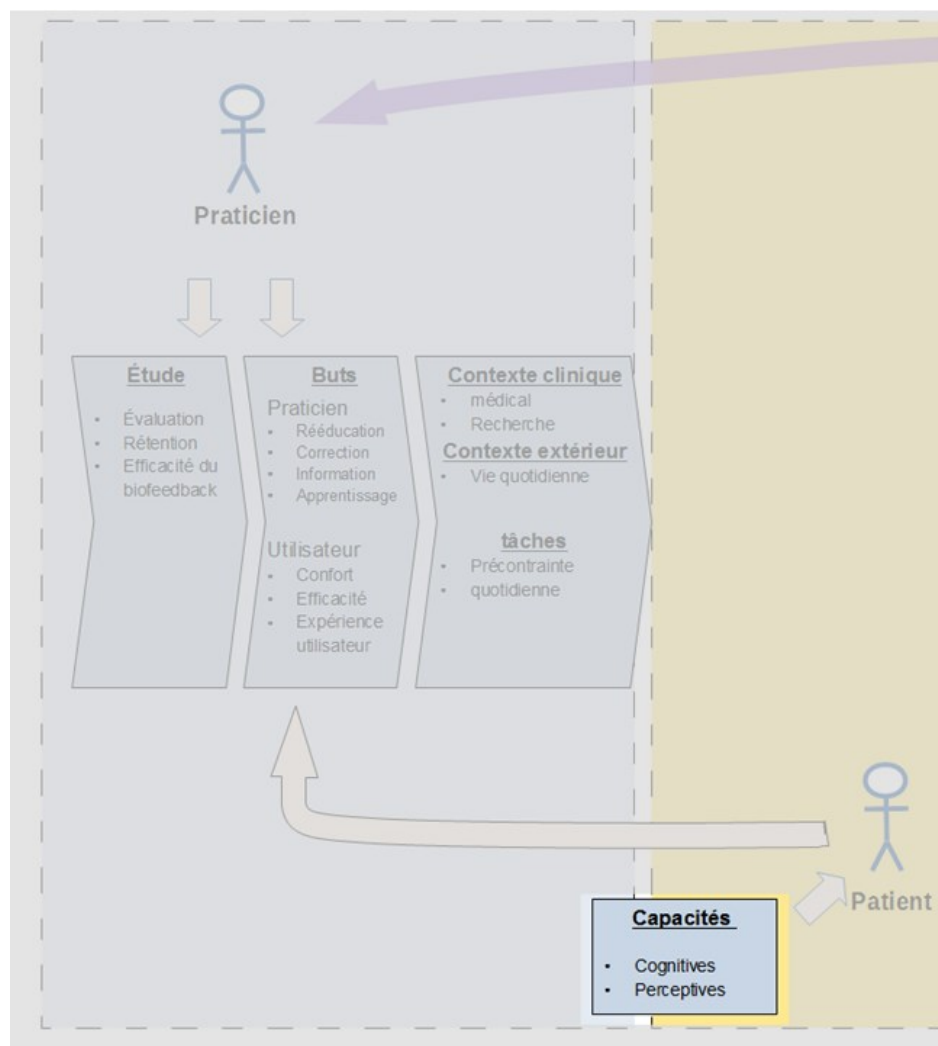 Praticien
Étude
• Évaluation
• Rétention
• Efficacité du
biofeedback
Buts
Praticien
• Rééducation
• Correction
• Information
• Apprentissage
Utilisateur
• Confort
• Efficacité
• Expérience
utilisateur
Contexte clinique
• médical
• Recherche
Contexte extérieur
• Vie quotidienne
tâches
• Précontrainte
• quotidienne
Patient
Capacités
• Cognitives
• Perceptives